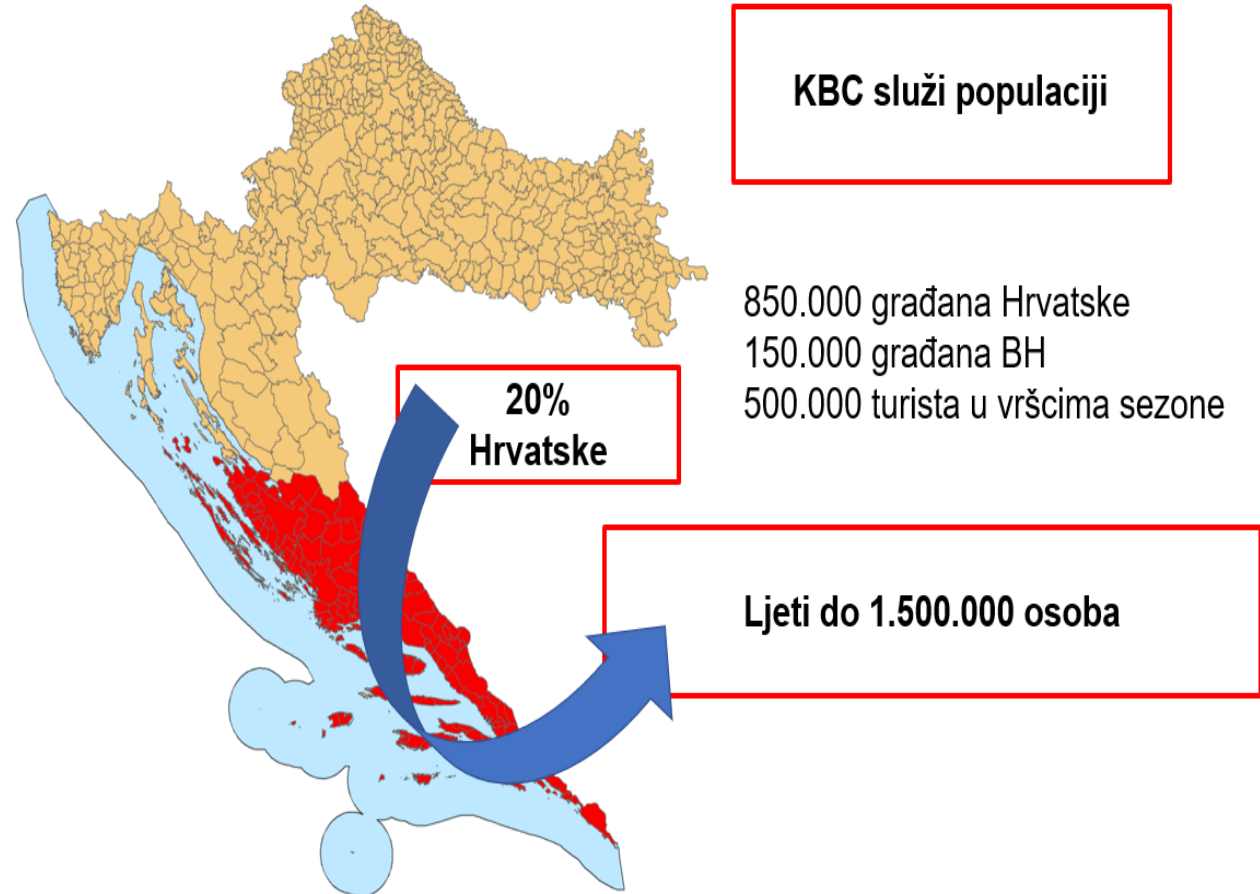 KBC služi populaciji
850.000 građana Hrvatske
150.000 građana BH
500.000 turista u vršcima sezone
20%
Hrvatske
Ljeti do 1.500.000 osoba